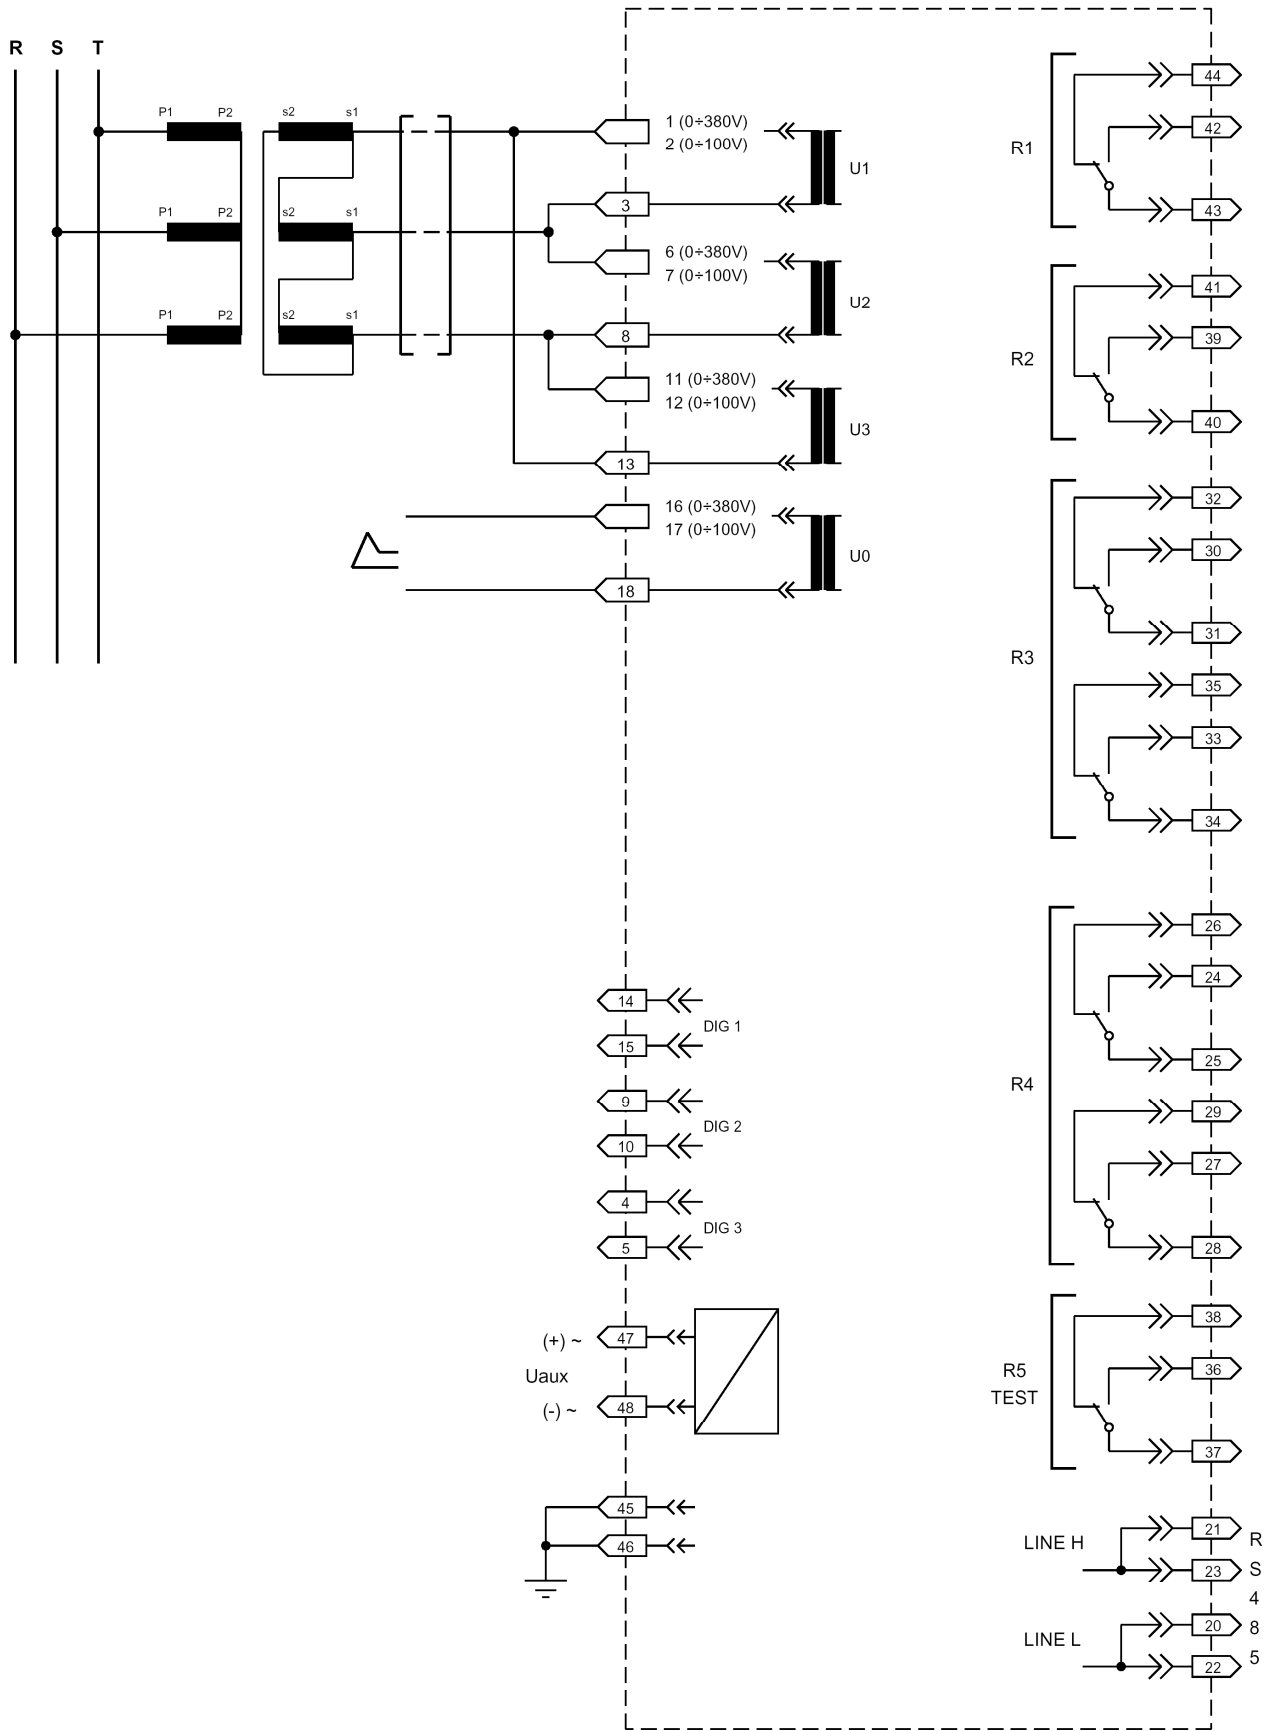 R S T
P1 P2 s2 s1
P1 P2 s2 s1
P1 P2 s2 s1
1 (0÷380V)
2 (0÷100V)
U1
3
6 (0÷380V)
7 (0÷100V)
U2
8
11 (0÷380V)
12 (0÷100V)
U3
13
16 (0÷380V)
17 (0÷100V)
U0
18
14
DIG 1
15
9
DIG 2
10
4
DIG 3
5
(+) ~ 47
Uaux
(-) ~ 48
45
46
44
R1
42
43
41
R2
39
40
32
30
31
R3
35
33
34
26
24
25
R4
29
27
28
38
R5
TEST
36
37
LINE H
21
23
LINE L
20
22
R
S
4
8
5